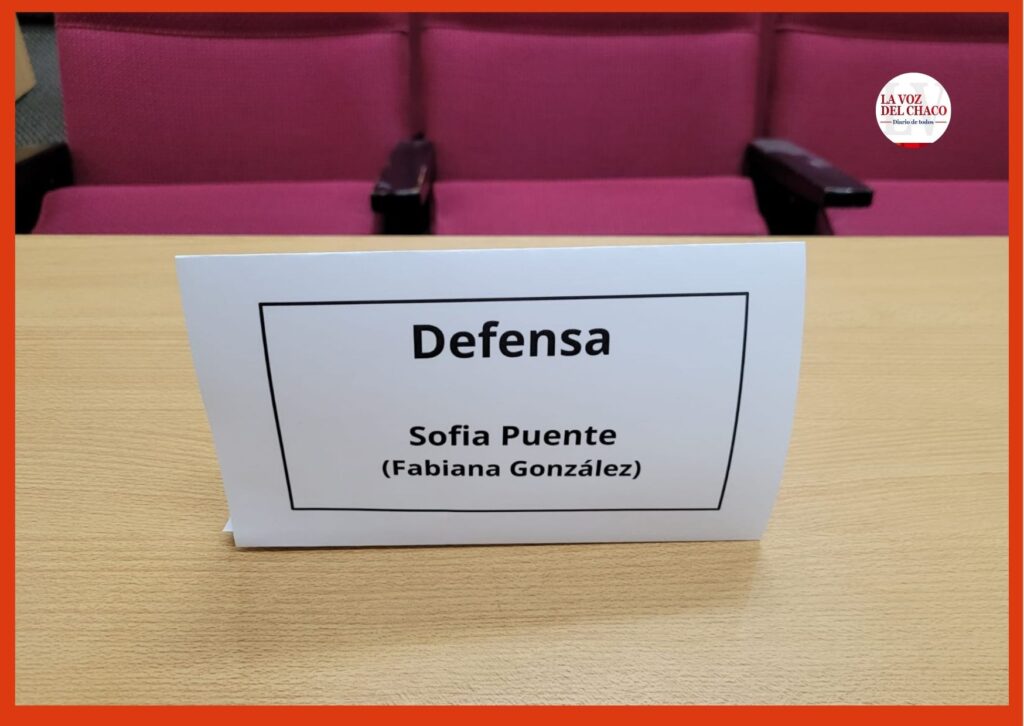 LA VOZ
DEL CHACO
Diario de todos
Defensa
Sofia Puente
(Fabiana González)